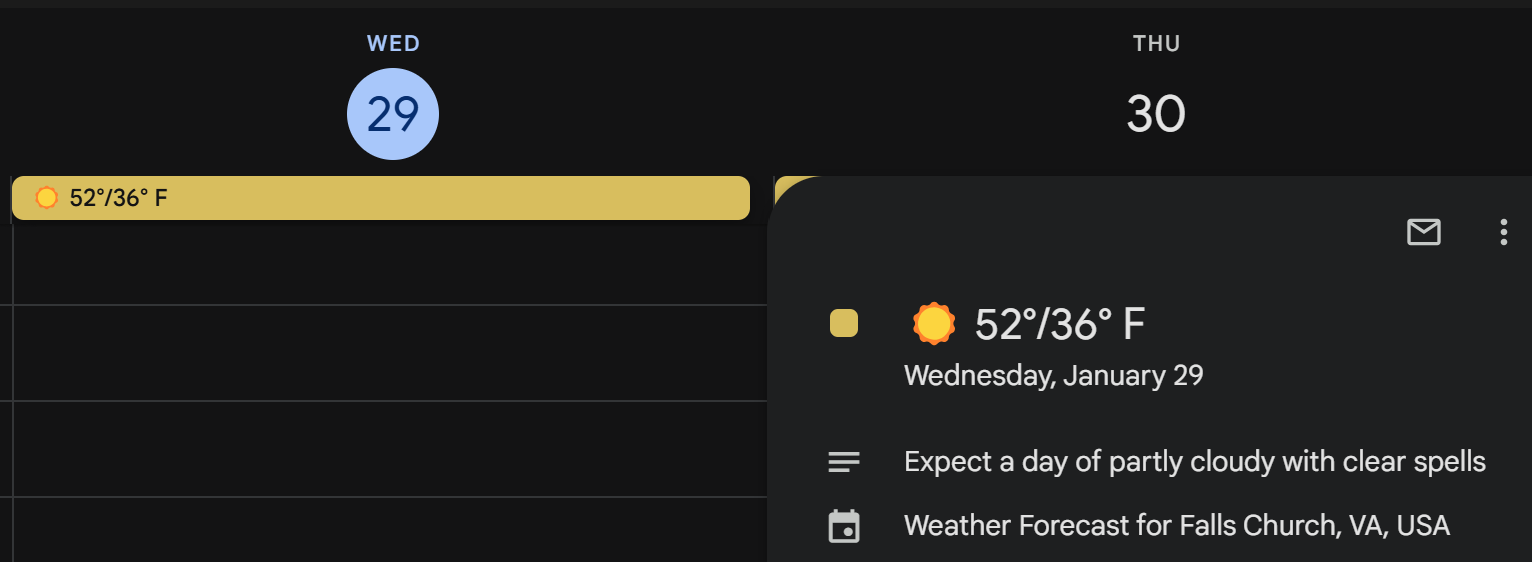 WED
THU
29
30
52°/36° F
52°/36° F
Wednesday, January 29
Expect a day of partly cloudy with clear spells
Weather Forecast for Falls Church, VA, USA